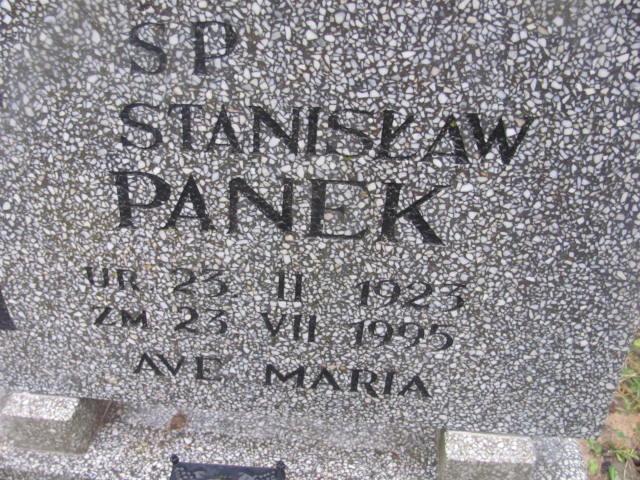 SP
STANISŁAW
PANEK
UR. 23. II 1923
ZM 23. VII 1995
AVE MARIA